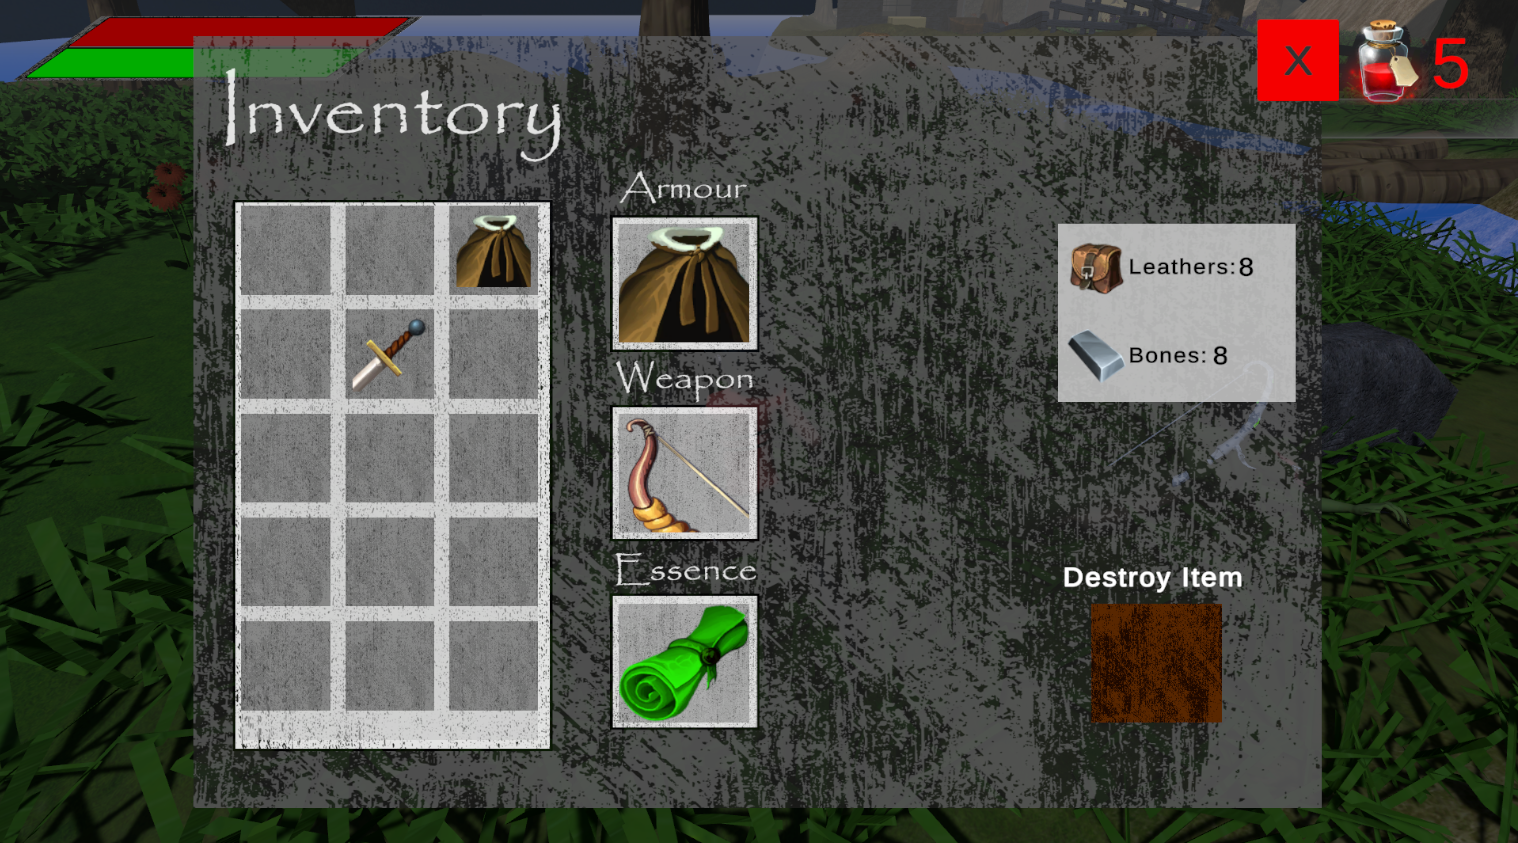 Inventory
X
5
Armour
Leathers: 8
Bones: 8
Weapon
Essence
Destroy Item